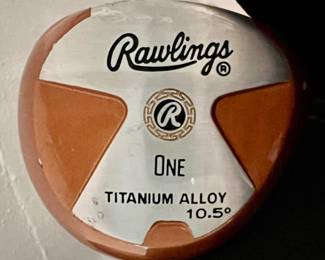 Rawlings®
R
ONE
TITANIUM ALLOY
10.5°